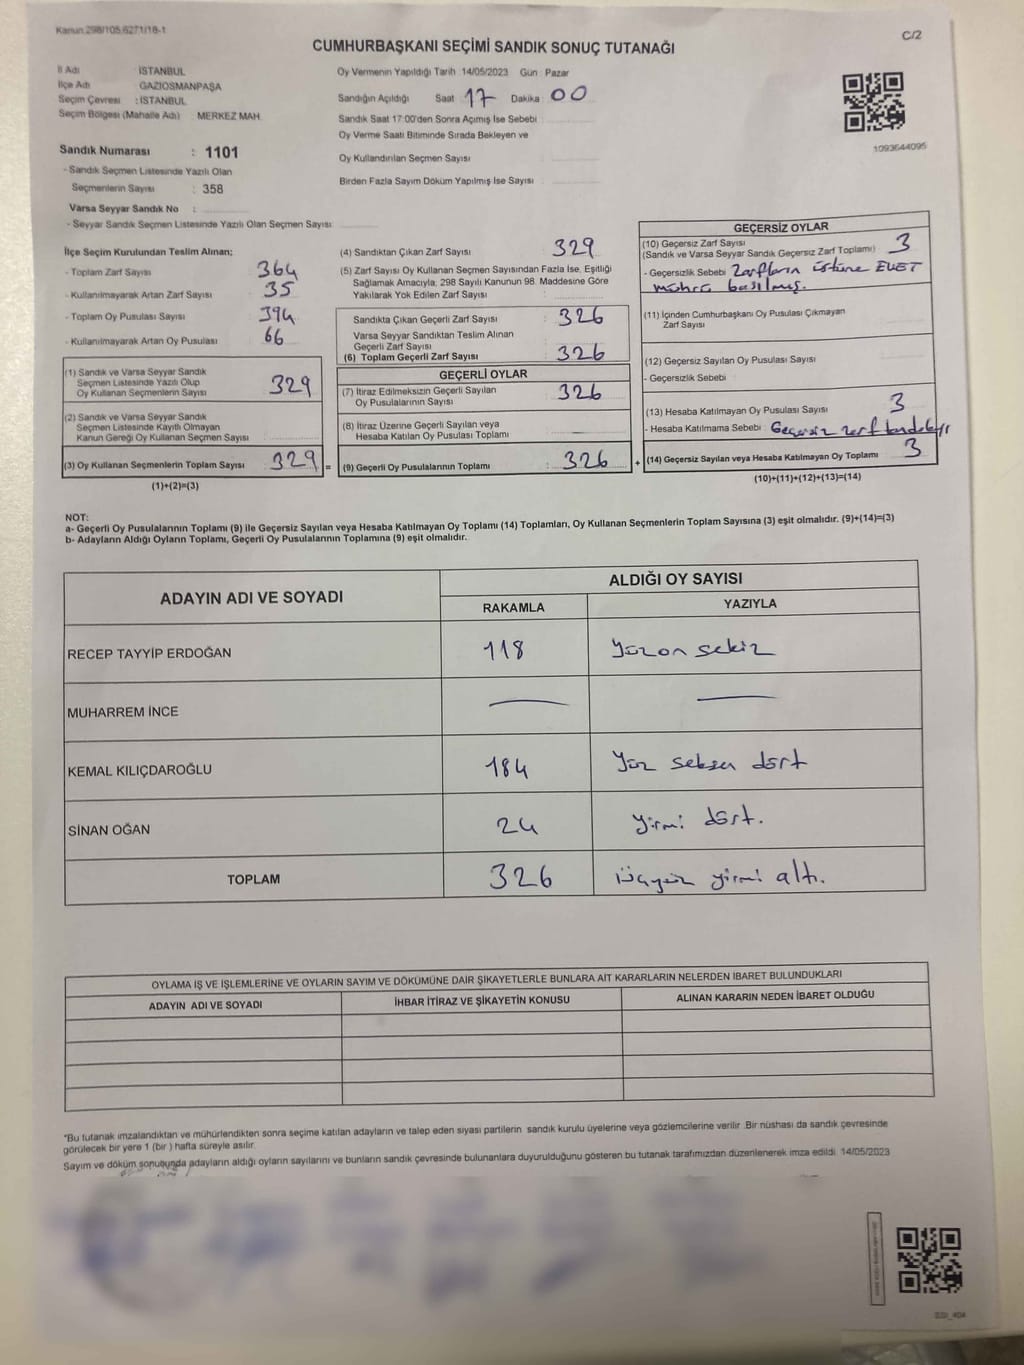 Kanun:298/105,6271/18-1
C/2
CUMHURBAŞKANI SEÇİMİ SANDIK SONUÇ TUTANAĞI
İl Adı : İSTANBUL
İlçe Adı : GAZİOSMANPAŞA
Seçim Çevresi : İSTANBUL
Seçim Bölgesi (Mahalle Adı) : MERKEZ MAH.
Oy Vermenin Yapıldığı Tarih :14/05/2023 Gün : Pazar
Sandığın Açıldığı Saat 17 Dakika 00
Sandık Saat 17:00'den Sonra Açımış İse Sebebi :
Oy Verme Saati Bitiminde Sırada Bekleyen ve
Oy Kullandırılan Seçmen Sayısı
Birden Fazla Sayım Döküm Yapılmış İse Sayısı :
1093644095
Sandık Numarası : 1101
- Sandık Seçmen Listesinde Yazılı Olan
Seçmenlerin Sayısı : 358
Varsa Seyyar Sandık No :
- Seyyar Sandık Seçmen Listesinde Yazılı Olan Seçmen Sayısı:
İlçe Seçim Kurulundan Teslim Alınan;
- Toplam Zarf Sayısı 364
- Kullanılmayarak Artan Zarf Sayısı 35
- Toplam Oy Pusulası Sayısı 394
- Kullanılmayarak Artan Oy Pusulası 66
(1) Sandık ve Varsa Seyyar Sandık
Seçmen Listesinde Yazılı Olup
Oy Kullanan Seçmenlerin Sayısı 329
(2) Sandık ve Varsa Seyyar Sandık
Seçmen Listesinde Kayıtlı Olmayan
Kanun Gereği Oy Kullanan Seçmen Sayısı
(3) Oy Kullanan Seçmenlerin Toplam Sayısı : 329 =
(1)+(2)=(3)
(4) Sandıktan Çıkan Zarf Sayısı 329
(5) Zarf Sayısı Oy Kullanan Seçmen Sayısından Fazla İse, Eşitliği
Sağlamak Amacıyla; 298 Sayılı Kanunun 98. Maddesine Göre
Yakılarak Yok Edilen Zarf Sayısı
Sandıkta Çıkan Geçerli Zarf Sayısı : 326
Varsa Seyyar Sandıktan Teslim Alınan
Geçerli Zarf Sayısı
(6) Toplam Geçerli Zarf Sayısı 326
GEÇERLİ OYLAR
(7) İtiraz Edilmeksizin Geçerli Sayılan
Oy Pusulalarının Sayısı : 326
(8) İtiraz Üzerine Geçerli Sayılan veya
Hesaba Katılan Oy Pusulası Toplamı :
(9) Geçerli Oy Pusulalarının Toplamı : 326 +
GEÇERSİZ OYLAR
(10) Geçersiz Zarf Sayısı
(Sandık ve Varsa Seyyar Sandık Geçersiz Zarf Toplamı) 3
- Geçersizlik Sebebi : Zarfların üstüne EVET
mührü basılmış.
(11) İçinden Cumhurbaşkanı Oy Pusulası Çıkmayan
Zarf Sayısı
(12) Geçersiz Sayılan Oy Pusulası Sayısı
- Geçersizlik Sebebi
(13) Hesaba Katılmayan Oy Pusulası Sayısı 3
- Hesaba Katılmama Sebebi : Geçersiz zarf
(14) Geçersiz Sayılan veya Hesaba Katılmayan Oy Toplamı 3
(10)+(11)+(12)+(13)=(14)
NOT:
a- Geçerli Oy Pusulalarının Toplamı (9) ile Geçersiz Sayılan veya Hesaba Katılmayan Oy Toplamı (14) Toplamları, Oy Kullanan Seçmenlerin Toplam Sayısına (3) eşit olmalıdır. (9)+(14)=(3)
b- Adayların Aldığı Oyların Toplamı, Geçerli Oy Pusulalarının Toplamına (9) eşit olmalıdır.
ADAYIN ADI VE SOYADI
ALDIĞI OY SAYISI
RAKAMLA YAZIYLA
RECEP TAYYİP ERDOĞAN 118 Yüz on sekiz
MUHARREM İNCE — —
KEMAL KILIÇDAROĞLU 184 Yüz seksen dört
SİNAN OĞAN 24 yirmi dört.
TOPLAM 326 üçyüz yirmi altı.
OYLAMA İŞ VE İŞLEMLERİNE VE OYLARIN SAYIM VE DÖKÜMÜNE DAİR ŞİKAYETLERLE BUNLARA AİT KARARLARIN NELERDEN İBARET BULUNDUKLARI
ADAYIN ADI VE SOYADI İHBAR İTİRAZ VE ŞİKAYETİN KONUSU ALINAN KARARIN NEDEN İBARET OLDUĞU
*Bu tutanak imzalandıktan ve mühürlendikten sonra seçime katılan adayların ve talep eden siyasi partilerin sandık kurulu üyelerine veya gözlemcilerine verilir. Bir nüshası da sandık çevresinde
görülecek bir yere 1 (bir ) hafta süreyle asılır.
Sayım ve döküm sonucunda adayların aldığı oyların sayılarını ve bunların sandık çevresinde bulunanlara duyurulduğunu gösteren bu tutanak tarafımızdan düzenlenerek imza edildi. 14/05/2023